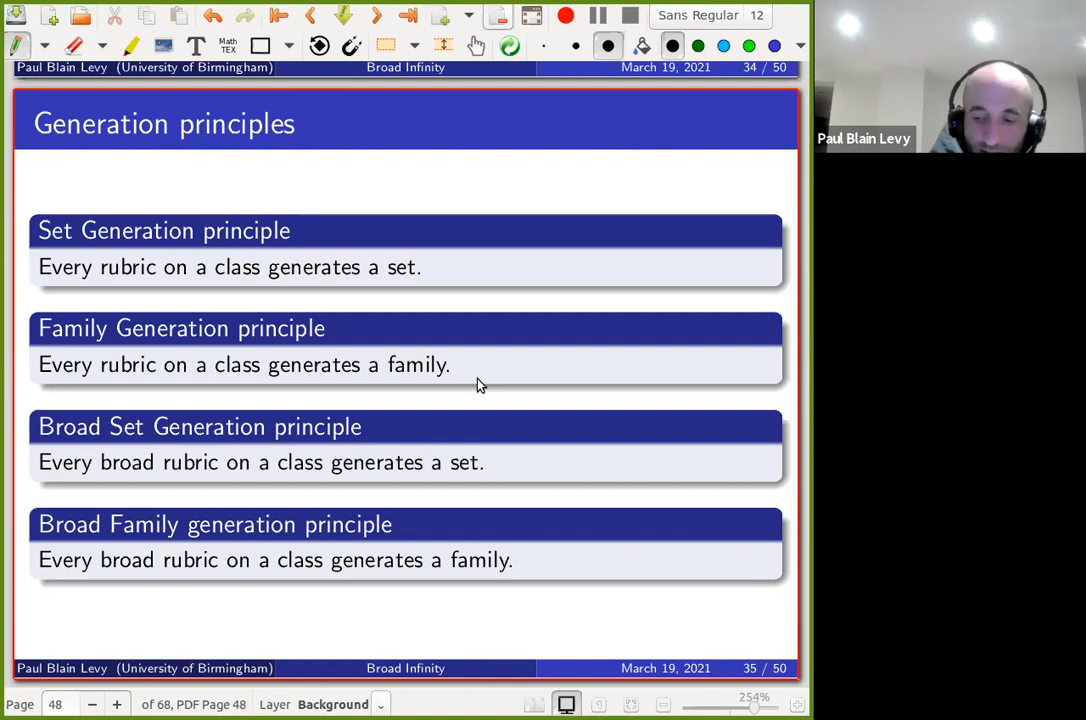 Sans Regular 12
Math
TEX
Paul Blain Levy (University of Birmingham) Broad Infinity March 19, 2021 34 / 50
Generation principles
Paul Blain Levy
Set Generation principle
Every rubric on a class generates a set.
Family Generation principle
Every rubric on a class generates a family.
Broad Set Generation principle
Every broad rubric on a class generates a set.
Broad Family generation principle
Every broad rubric on a class generates a family.
Paul Blain Levy (University of Birmingham) Broad Infinity March 19, 2021 35 / 50
Page 48 of 68, PDF Page 48 Layer Background 254%